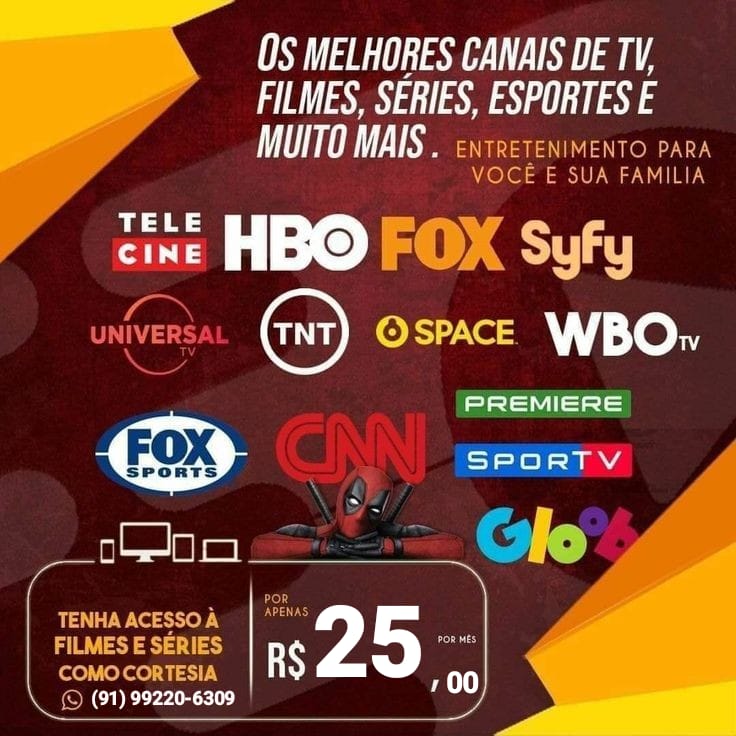 OS MELHORES CANAIS DE TV,
FILMES, SÉRIES, ESPORTES E
MUITO MAIS .
ENTRETENIMENTO PARA
VOCÊ E SUA FAMILIA
TELE
CINE
HBO
FOX
Syfy
UNIVERSAL
TV
TNT
SPACE
WBO TV
FOX
SPORTS
CNN
PREMIERE
SPORTV
Gloob
TENHA ACESSO À
FILMES E SÉRIES
COMO CORTESIA
(91) 99220-6309
POR
APENAS
R$ 25,00
POR MÊS